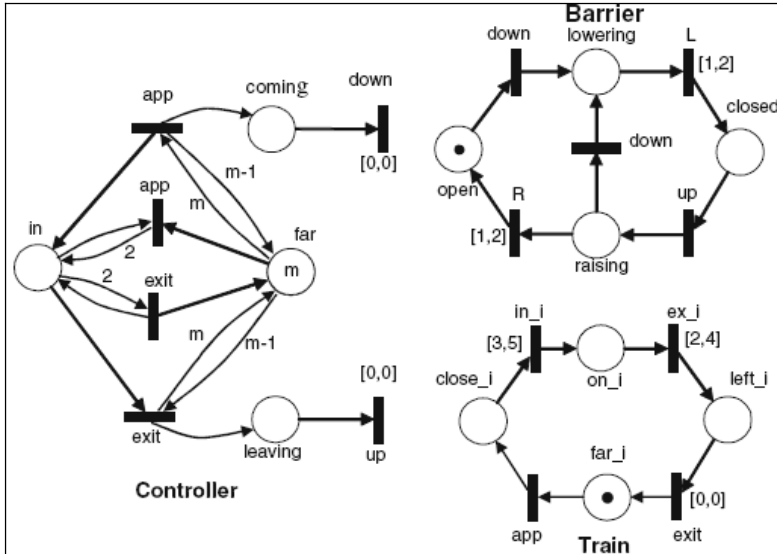 app
coming
down
[0,0]
m-1
m
app
in
2
far
m
2
exit
m
m-1
[0,0]
exit
leaving
up
Controller
Barrier
down
lowering
L
[1,2]
closed
down
open
R
up
[1,2]
raising
in_i
ex_i
[3,5]
[2,4]
close_i
on_i
left_i
far_i
[0,0]
app
exit
Train